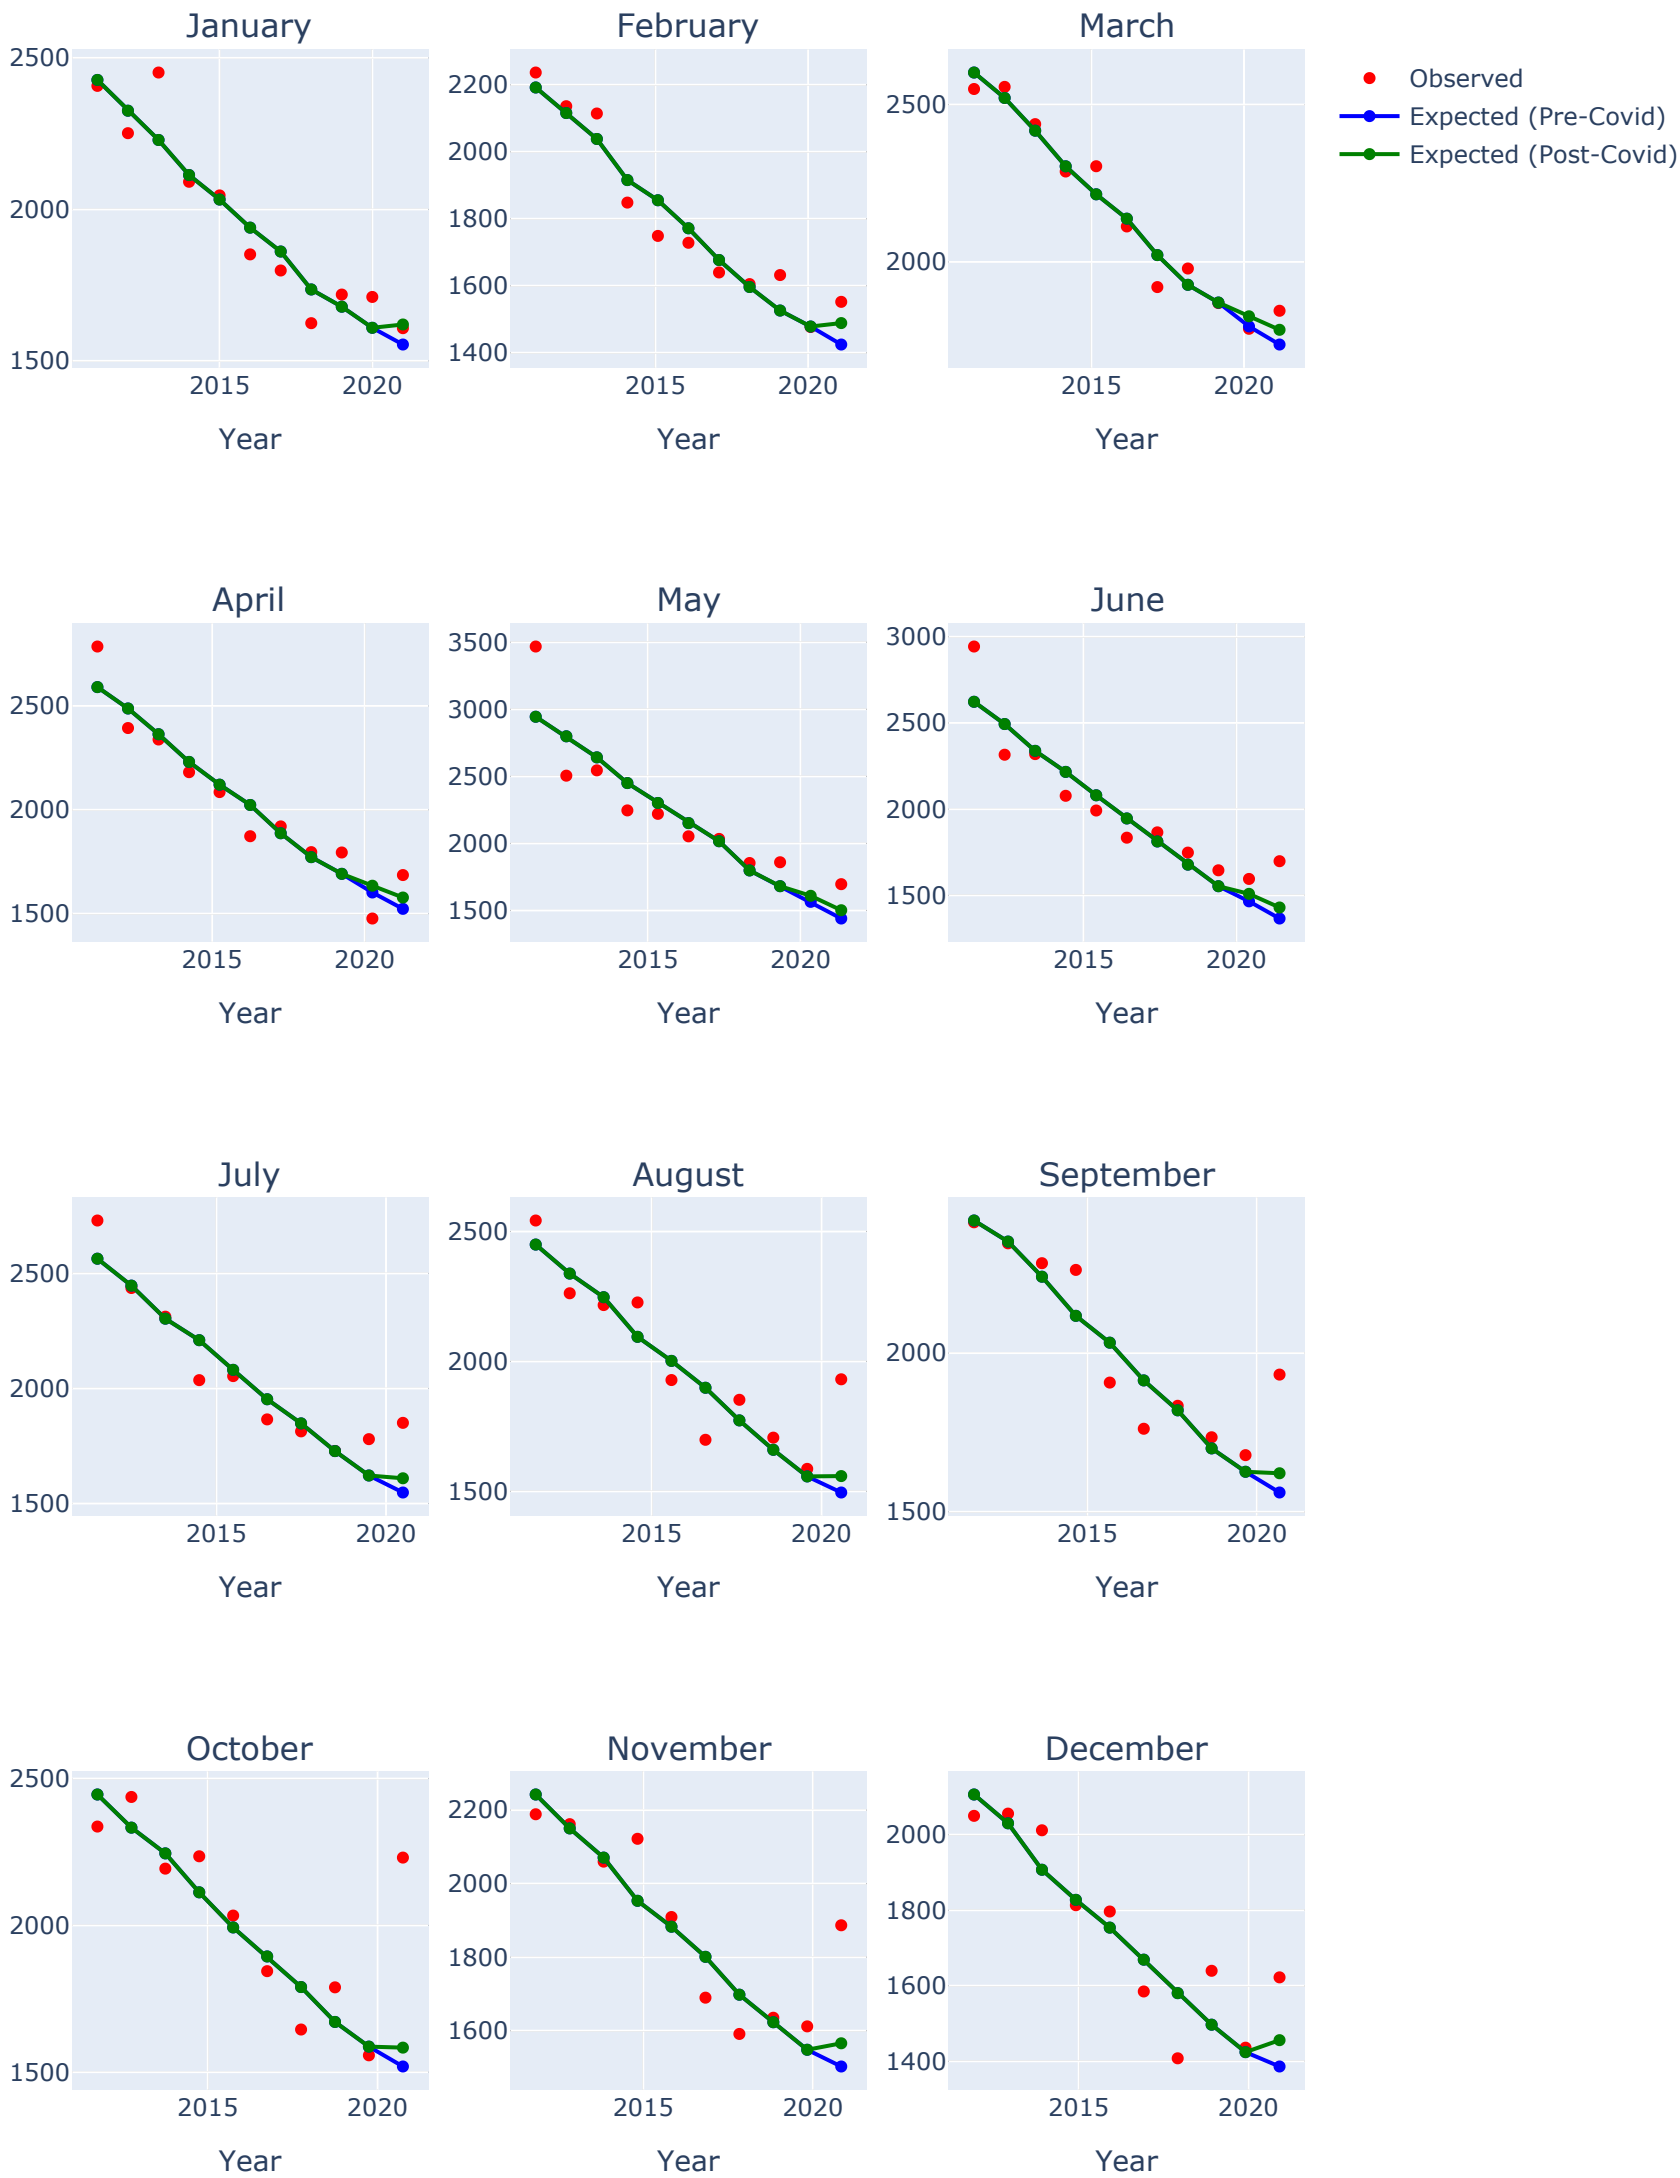 January
February
March
2500
2000
1500
2015
2020
Year
2200
2000
1800
1600
1400
2015
2020
Year
2500
2000
2015
2020
Year
Observed
Expected (Pre-Covid)
Expected (Post-Covid)
April
May
June
2500
2000
1500
2015
2020
Year
3500
3000
2500
2000
1500
2015
2020
Year
3000
2500
2000
1500
2015
2020
Year
July
August
September
2500
2000
1500
2015
2020
Year
2500
2000
1500
2015
2020
Year
2000
1500
2015
2020
Year
October
November
December
2500
2000
1500
2015
2020
Year
2200
2000
1800
1600
2015
2020
Year
2000
1800
1600
1400
2015
2020
Year